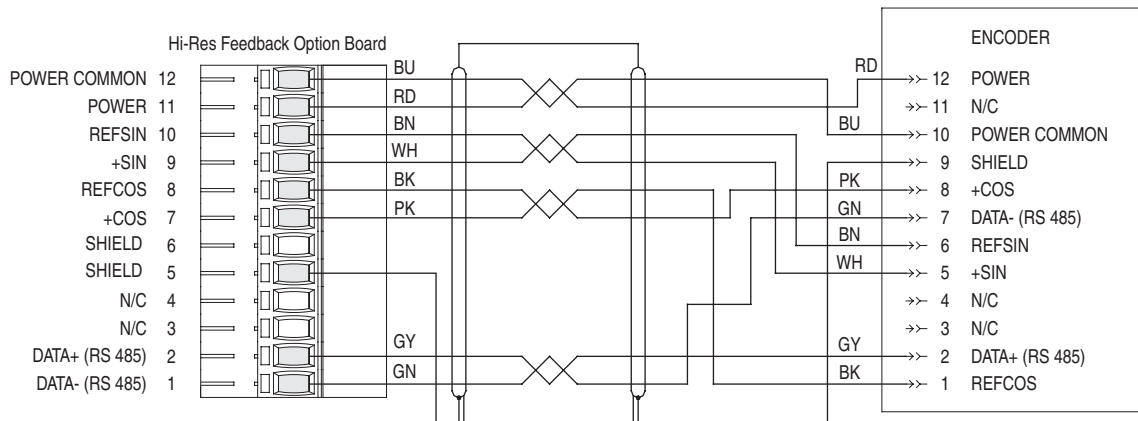 Hi-Res Feedback Option Board
POWER COMMON 12
POWER 11
REFSIN 10
+SIN 9
REFCOS 8
+COS 7
SHIELD 6
SHIELD 5
N/C 4
N/C 3
DATA+ (RS 485) 2
DATA- (RS 485) 1
BU
RD
BN
WH
BK
PK
GY
GN
RD
BU
PK
GN
BN
WH
GY
BK
ENCODER
12 POWER
11 N/C
10 POWER COMMON
9 SHIELD
8 +COS
7 DATA- (RS 485)
6 REFSIN
5 +SIN
4 N/C
3 N/C
2 DATA+ (RS 485)
1 REFCOS